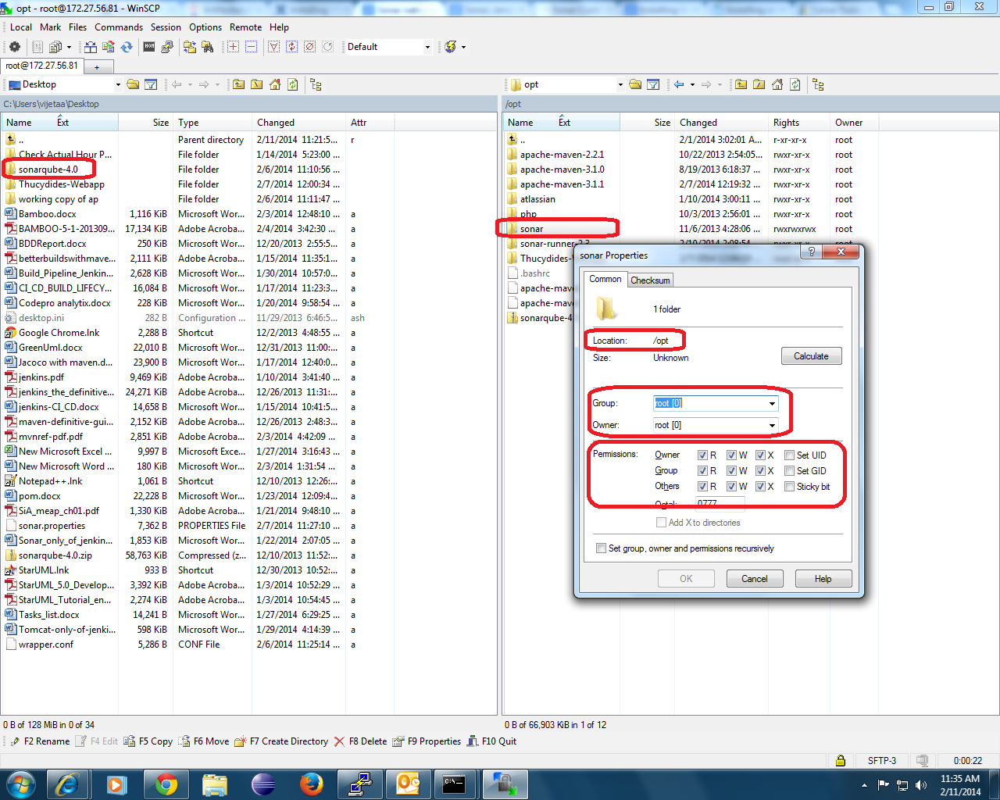 opt - root@172.27.56.81 - WinSCP
Local Mark Files Commands Session Options Remote Help
Default
root@172.27.56.81 +
Desktop
C:\Users\vijetaa\Desktop
Name Ext Size Type Changed Attr
.. Parent directory 2/11/2014 11:21:5... r
Check Actual Hour P... File folder 1/14/2014 5:23:00 ...
sonarqube-4.0 File folder 2/6/2014 11:10:56 ...
Thucydides-Webapp File folder 2/7/2014 12:00:34 ...
working copy of ap File folder 2/6/2014 11:11:47 ...
Bamboo.docx 1,116 KiB Microsoft Wor... 2/3/2014 12:48:10 ... a
BAMBOO-5-1-201309... 17,134 KiB Adobe Acroba... 2/4/2014 3:42:30 ... a
BDDReport.docx 250 KiB Microsoft Wor... 12/20/2013 2:55:5... a
betterbuildswithmave... 2,111 KiB Adobe Acroba... 1/15/2014 11:35:1... a
Build_Pipeline_Jenkin... 2,628 KiB Microsoft Wor... 1/30/2014 10:57:0... a
CI_CD_BUILD_LIFECY... 16,084 B Microsoft Wor... 1/17/2014 11:23:3... a
Codepro analytix.docx 228 KiB Microsoft Wor... 1/20/2014 9:58:54 ... a
desktop.ini 282 B Configuration ... 11/29/2013 6:46:5... ash
Google Chrome.lnk 2,288 B Shortcut 12/2/2013 4:48:55 ... a
GreenUml.docx 22,010 B Microsoft Wor... 12/31/2013 11:00:... a
Jacoco with maven.d... 23,900 B Microsoft Wor... 1/17/2014 12:40:0... a
jenkins.pdf 9,469 KiB Adobe Acroba... 1/10/2014 3:41:40 ... a
jenkins_the_definitive... 24,271 KiB Adobe Acroba... 12/26/2013 11:31:... a
jenkins-CI_CD.docx 14,658 B Microsoft Wor... 1/15/2014 10:41:5... a
maven-definitive-gui... 2,152 KiB Adobe Acroba... 12/26/2013 2:48:3... a
mvnref-pdf.pdf 2,851 KiB Adobe Acroba... 2/3/2014 4:42:09 ... a
New Microsoft Excel ... 9,997 B Microsoft Exce... 1/27/2014 3:16:43 ... a
New Microsoft Word ... 180 KiB Microsoft Wor... 2/4/2014 1:31:54 ... a
Notepad++.lnk 1,061 B Shortcut 12/10/2013 12:26:... a
pom.docx 22,228 B Microsoft Wor... 1/23/2014 12:09:4... a
SiA_meap_ch01.pdf 1,330 KiB Adobe Acroba... 1/21/2014 9:48:10 ... a
sonar.properties 7,362 B PROPERTIES File 2/7/2014 11:27:10 ... a
Sonar_only_of_jenkin... 1,853 KiB Microsoft Wor... 1/22/2014 2:07:05 ... a
sonarqube-4.0.zip 58,763 KiB Compressed (z... 12/10/2013 11:52:... a
StarUML.lnk 933 B Shortcut 12/30/2013 10:52:... a
StarUML_5.0_Develop... 3,392 KiB Adobe Acroba... 1/3/2014 10:52:29 ... a
StarUML_Tutorial_en... 2,274 KiB Adobe Acroba... 1/3/2014 10:54:45 ... a
Tasks_list.docx 14,241 B Microsoft Wor... 1/27/2014 6:29:25 ... a
Tomcat-only-of-jenki... 598 KiB Microsoft Wor... 1/29/2014 4:14:39 ... a
wrapper.conf 5,286 B CONF File 2/6/2014 11:25:14 ... a
0 B of 128 MiB in 0 of 34
opt
/opt
Name Ext Size Changed Rights Owner
.. 2/1/2014 3:02:01 A... r-xr-xr-x root
apache-maven-2.2.1 10/22/2013 2:54:05... rwxr-xr-x root
apache-maven-3.1.0 8/19/2013 6:18:37 ... rwxr-xr-x root
apache-maven-3.1.1 2/7/2014 12:19:32 ... rwxr-xr-x root
atlassian 1/10/2014 3:00:11 ... rwxr-xr-x root
php 10/3/2013 2:56:01 ... rwxr-xr-x root
sonar 11/6/2013 4:28:06 ... rwxrwxrwx root
sonar-runner-2.3 2/10/2014 2:08:54 ... rwxr-xr-x root
Thucydides-
.bashrc
apache-maven
apache-maven
sonarqube-4
0 B of 66,903 KiB in 1 of 12
sonar Properties
Common Checksum
1 folder
Location: /opt
Size: Unknown
Calculate
Group: root [0]
Owner: root [0]
Permissions: Owner R W X Set UID
Group R W X Set GID
Others R W X Sticky bit
Octal: 0777
Add X to directories
Set group, owner and permissions recursively
OK Cancel Help
F2 Rename F4 Edit F5 Copy F6 Move F7 Create Directory F8 Delete F9 Properties F10 Quit
SFTP-3 0:00:22
11:35 AM
2/11/2014